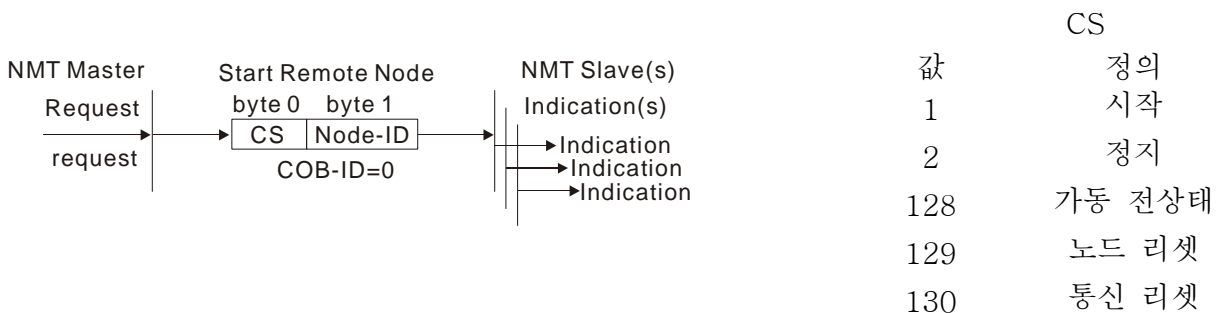 NMT Master
Request
request
Start Remote Node
byte 0 byte 1
CS Node-ID
COB-ID=0
NMT Slave(s)
Indication(s)
Indication
Indication
Indication
CS
값 정의
1 시작
2 정지
128 가동 전상태
129 노드 리셋
130 통신 리셋